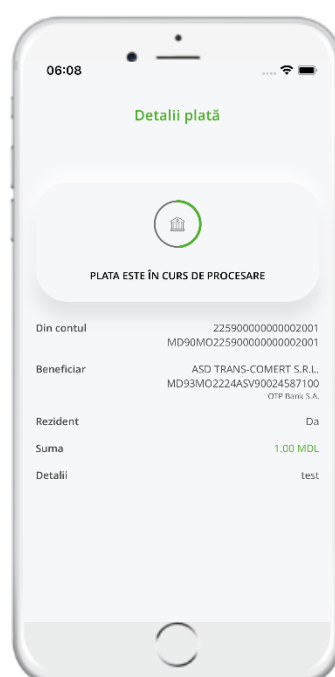 06:08
Detalii plată
PLATA ESTE ÎN CURS DE PROCESARE
Din contul 225900000000002001
MD90MO225900000000002001
Beneficiar ASD TRANS-COMERT S.R.L.
MD93MO2224ASV90024587100
OTP Bank S.A.
Rezident Da
Suma 1.00 MDL
Detalii test